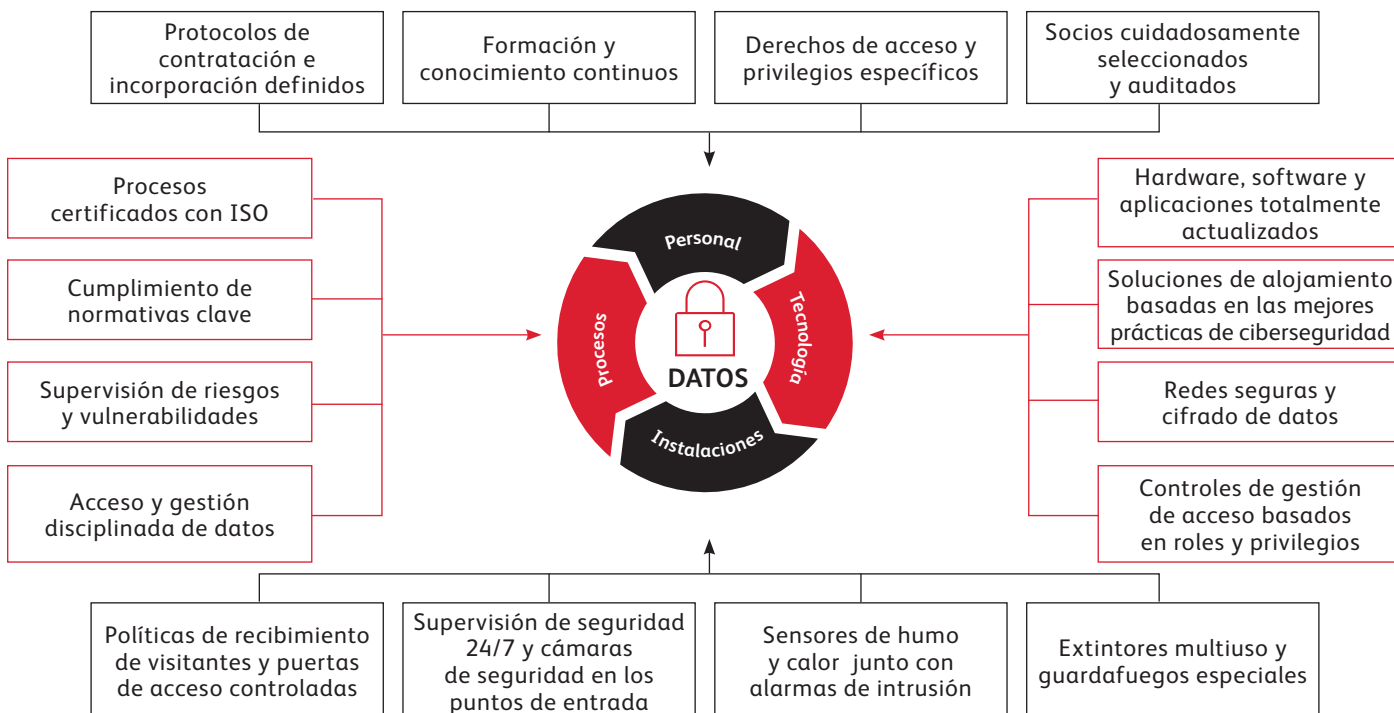 Protocolos de
contratación e
incorporación definidos
Formación y
conocimiento continuos
Derechos de acceso y
privilegios específicos
Socios cuidadosamente
seleccionados
y auditados
Procesos
certificados con ISO
Cumplimiento de
normativas clave
Supervisión de riesgos
y vulnerabilidades
Acceso y gestión
disciplinada de datos
Personal
Tecnología
Procesos
DATOS
Instalaciones
Hardware, software y
aplicaciones totalmente
actualizados
Soluciones de alojamiento
basadas en las mejores
prácticas de ciberseguridad
Redes seguras y
cifrado de datos
Controles de gestión
de acceso basados
en roles y privilegios
Políticas de recibimiento
de visitantes y puertas
de acceso controladas
Supervisión de seguridad
24/7 y cámaras
de seguridad en los
puntos de entrada
Sensores de humo
y calor junto con
alarmas de intrusión
Extintores multiuso y
guardafuegos especiales